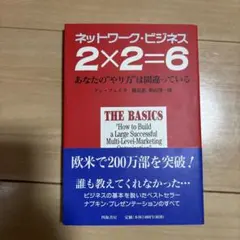 ネットワーク・ビジネス
2×2=6
あなたの“やり方”は間違っている
THE BASICS
"How to Build
a Large Successful
Multi-Level-Marketing
欧米で200万部を突破!
誰も教えてくれなかった
ビジネスの基本を説いたベストセラー
ナプキン・プレゼンテーションのすべて
四海書房